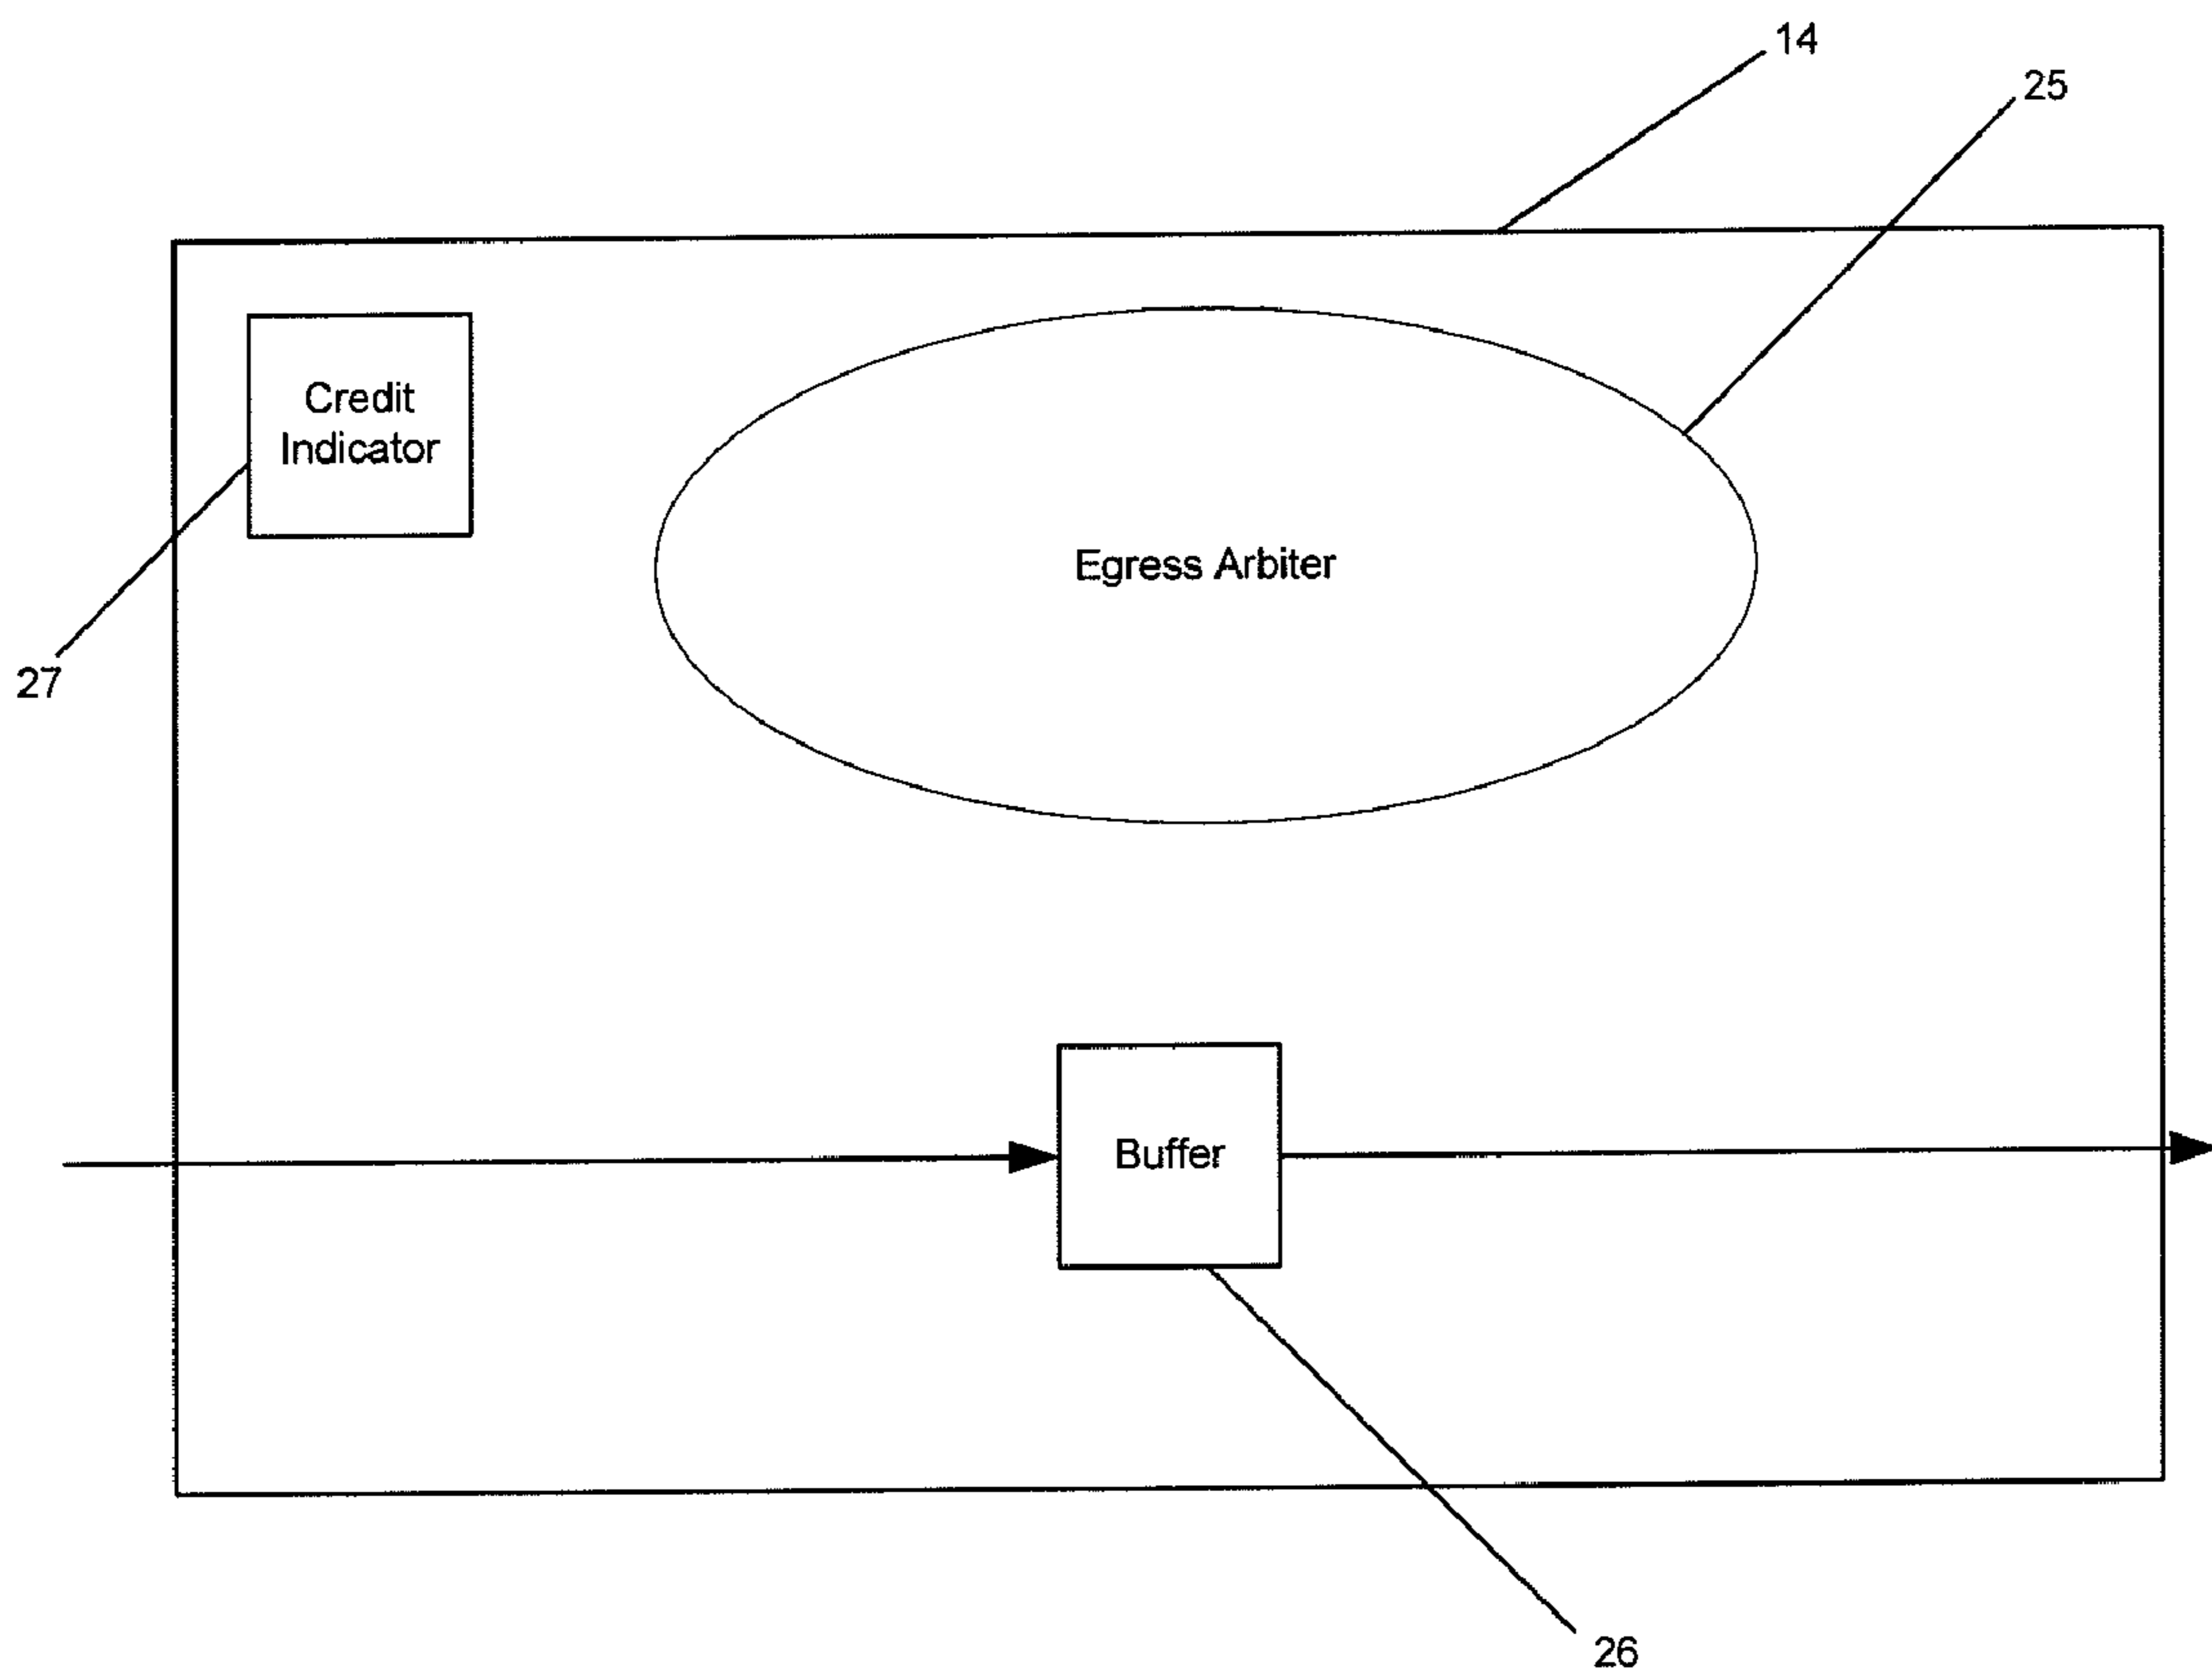 14
25
Credit
Indicator
Egress Arbiter
27
Buffer
26